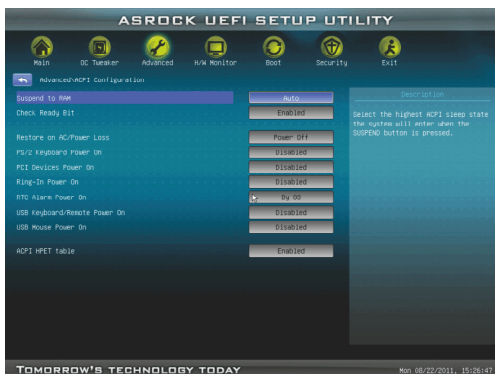 ASROCK UEFI SETUP UTILITY
Main OC Tweaker Advanced H/W Monitor Boot Security Exit
Advanced\ACPI Configuration
Suspend to RAM Auto
Check Ready Bit Enabled
Restore on AC/Power Loss Power Off
PS/2 Keyboard Power On Disabled
PCI Devices Power On Disabled
Ring-In Power On Disabled
RTC Alarm Power On By OS
USB Keyboard/Remote Power On Disabled
USB Mouse Power On Disabled
ACPI HPET table Enabled
Description
Select the highest ACPI sleep state
the system will enter when the
SUSPEND button is pressed.
TOMORROW'S TECHNOLOGY TODAY
Mon 08/22/2011, 15:26:47